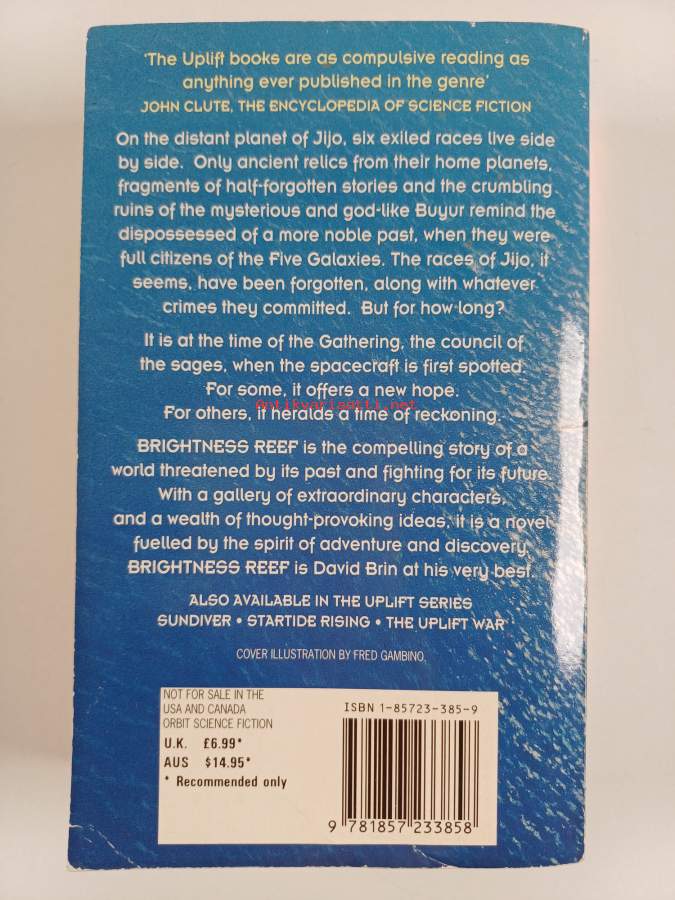 'The Uplift books are as compulsive reading as
anything ever published in the genre'
JOHN CLUTE, THE ENCYCLOPEDIA OF SCIENCE FICTION
On the distant planet of Jijo, six exiled races live side
by side. Only ancient relics from their home planets,
fragments of half-forgotten stories and the crumbling
ruins of the mysterious and god-like Buyur remind the
dispossessed of a more noble past, when they were
full citizens of the Five Galaxies. The races of Jijo, it
seems, have been forgotten, along with whatever
crimes they committed. But for how long?
It is at the time of the Gathering, the council of
the sages, when the spacecraft is first spotted.
For some, it offers a new hope.
Antikvariaatti.net
For others, it heralds a time of reckoning.
BRIGHTNESS REEF is the compelling story of a
world threatened by its past and fighting for its future.
With a gallery of extraordinary characters,
and a wealth of thought-provoking ideas, it is a novel
fuelled by the spirit of adventure and discovery.
BRIGHTNESS REEF is David Brin at his very best.
ALSO AVAILABLE IN THE UPLIFT SERIES
SUNDIVER • STARTIDE RISING • THE UPLIFT WAR
COVER ILLUSTRATION BY FRED GAMBINO
NOT FOR SALE IN THE
USA AND CANADA
ORBIT SCIENCE FICTION
U.K. £6.99*
AUS $14.95*
* Recommended only
ISBN 1-85723-385-9
9 781857 233858